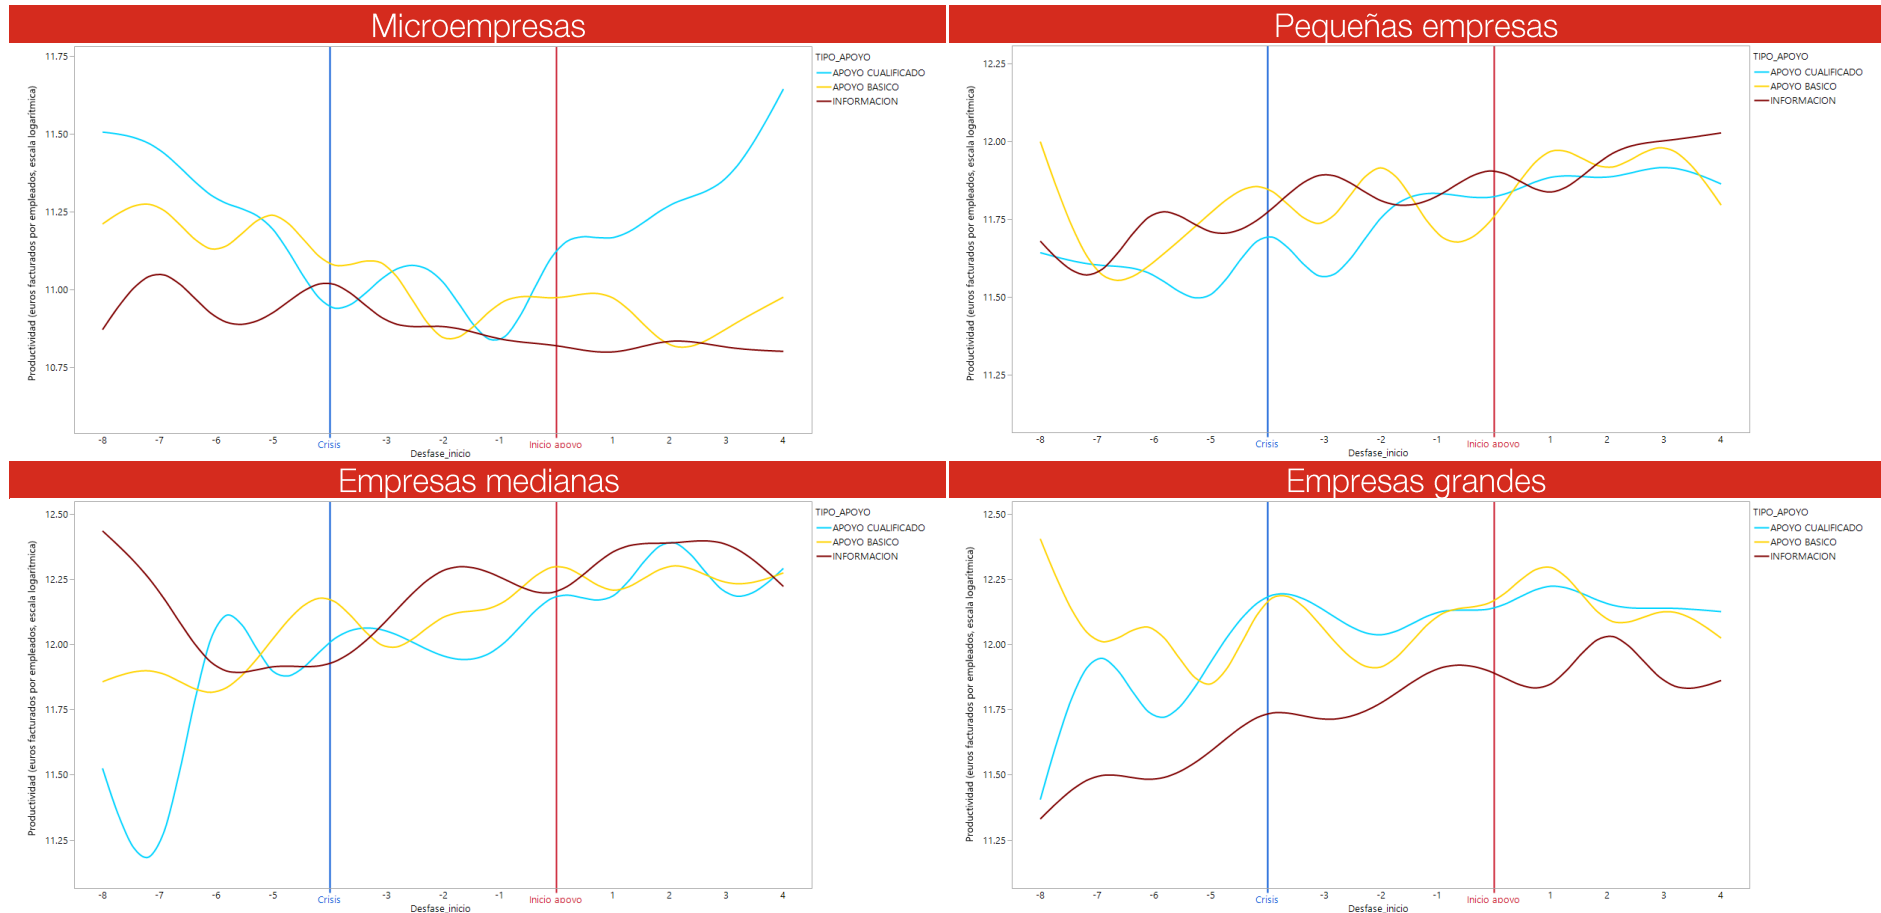 Microempresas
Productividad (euros facturados por empleados, escala logarítmica)
11.75
11.50
11.25
11.00
10.75
-8 -7 -6 -5 Crisis -3 -2 -1 Inicio apoyo 1 2 3 4
Desfase_inicio
TIPO_APOYO
APOYO CUALIFICADO
APOYO BASICO
INFORMACION
Pequeñas empresas
Productividad (euros facturados por empleados, escala logarítmica)
12.25
12.00
11.75
11.50
11.25
-8 -7 -6 -5 Crisis -3 -2 -1 Inicio apoyo 1 2 3 4
Desfase_inicio
TIPO_APOYO
APOYO CUALIFICADO
APOYO BASICO
INFORMACION
Empresas medianas
Productividad (euros facturados por empleados, escala logarítmica)
12.50
12.25
12.00
11.75
11.50
11.25
-8 -7 -6 -5 Crisis -3 -2 -1 Inicio apoyo 1 2 3 4
Desfase_inicio
TIPO_APOYO
APOYO CUALIFICADO
APOYO BASICO
INFORMACION
Empresas grandes
Productividad (euros facturados por empleados, escala logarítmica)
12.50
12.25
12.00
11.75
11.50
11.25
-8 -7 -6 -5 Crisis -3 -2 -1 Inicio apoyo 1 2 3 4
Desfase_inicio
TIPO_APOYO
APOYO CUALIFICADO
APOYO BASICO
INFORMACION